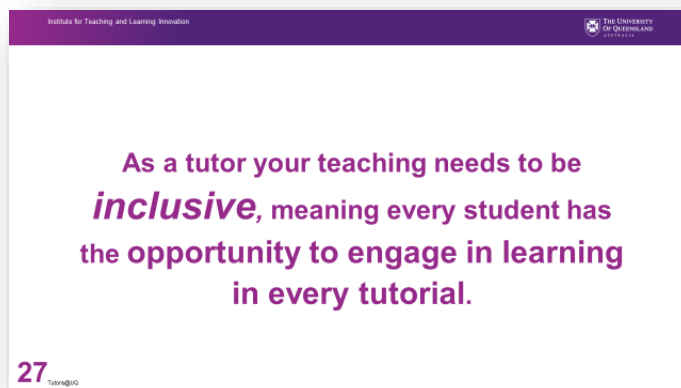 Institute for Teaching and Learning Innovation
THE UNIVERSITY
OF QUEENSLAND
AUSTRALIA
As a tutor your teaching needs to be
inclusive, meaning every student has
the opportunity to engage in learning
in every tutorial.
27
Tutors@UQ